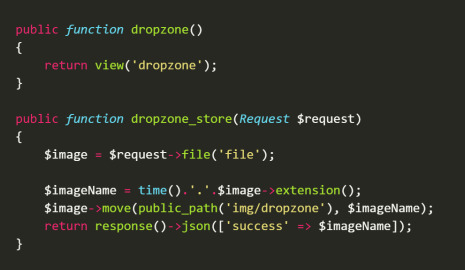 public function dropzone()
{
    return view('dropzone');
}

public function dropzone_store(Request $request)
{
    $image = $request->file('file');

    $imageName = time().'.'.$image->extension();
    $image->move(public_path('img/dropzone'), $imageName);
    return response()->json(['success' => $imageName]);
}